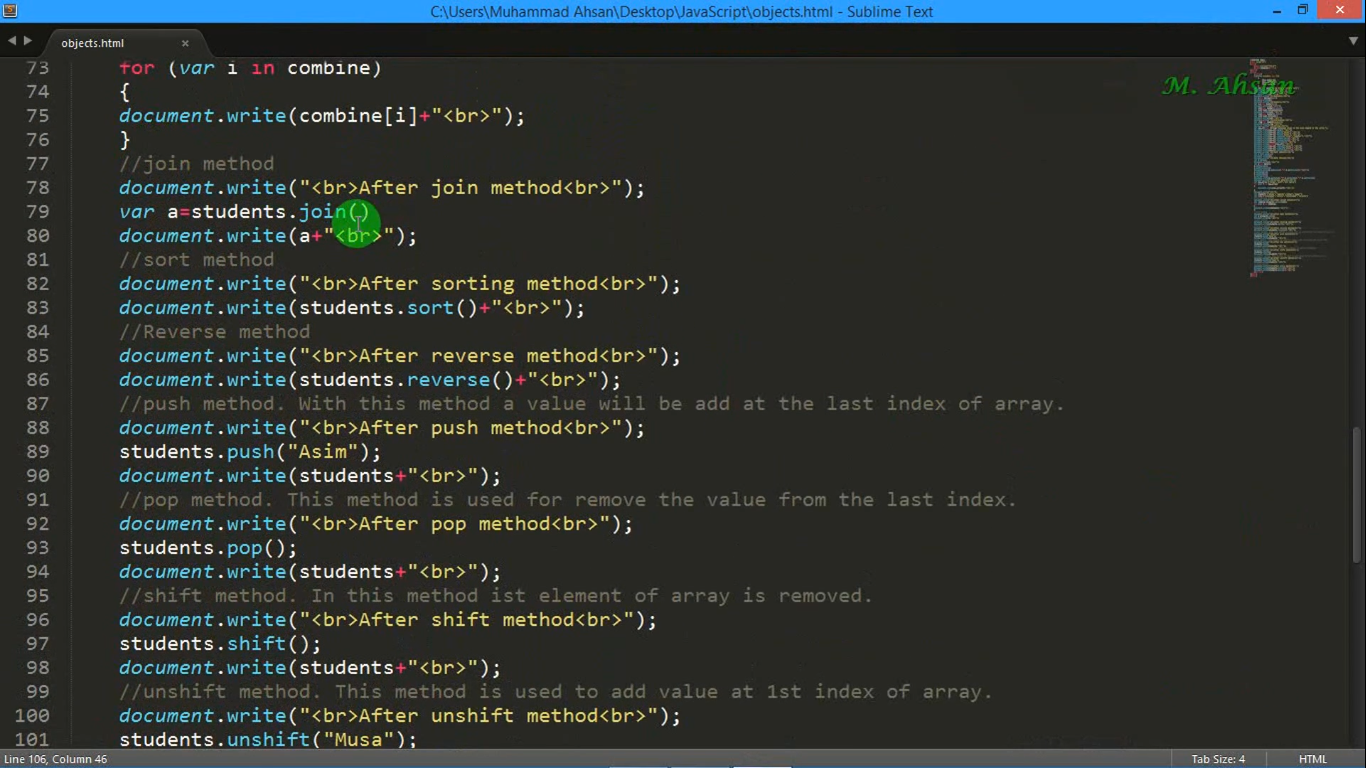 C:\Users\Muhammad Ahsan\Desktop\JavaScript\objects.html - Sublime Text
objects.html ×
M. Ahsan
73 for (var i in combine)
74 {
75 document.write(combine[i]+"<br>");
76 }
77 //join method
78 document.write("<br>After join method<br>");
79 var a=students.join()
80 document.write(a+"<br>");
81 //sort method
82 document.write("<br>After sorting method<br>");
83 document.write(students.sort()+"<br>");
84 //Reverse method
85 document.write("<br>After reverse method<br>");
86 document.write(students.reverse()+"<br>");
87 //push method. With this method a value will be add at the last index of array.
88 document.write("<br>After push method<br>");
89 students.push("Asim");
90 document.write(students+"<br>");
91 //pop method. This method is used for remove the value from the last index.
92 document.write("<br>After pop method<br>");
93 students.pop();
94 document.write(students+"<br>");
95 //shift method. In this method ist element of array is removed.
96 document.write("<br>After shift method<br>");
97 students.shift();
98 document.write(students+"<br>");
99 //unshift method. This method is used to add value at 1st index of array.
100 document.write("<br>After unshift method<br>");
101 students.unshift("Musa");
Line 106, Column 46 Tab Size: 4 HTML